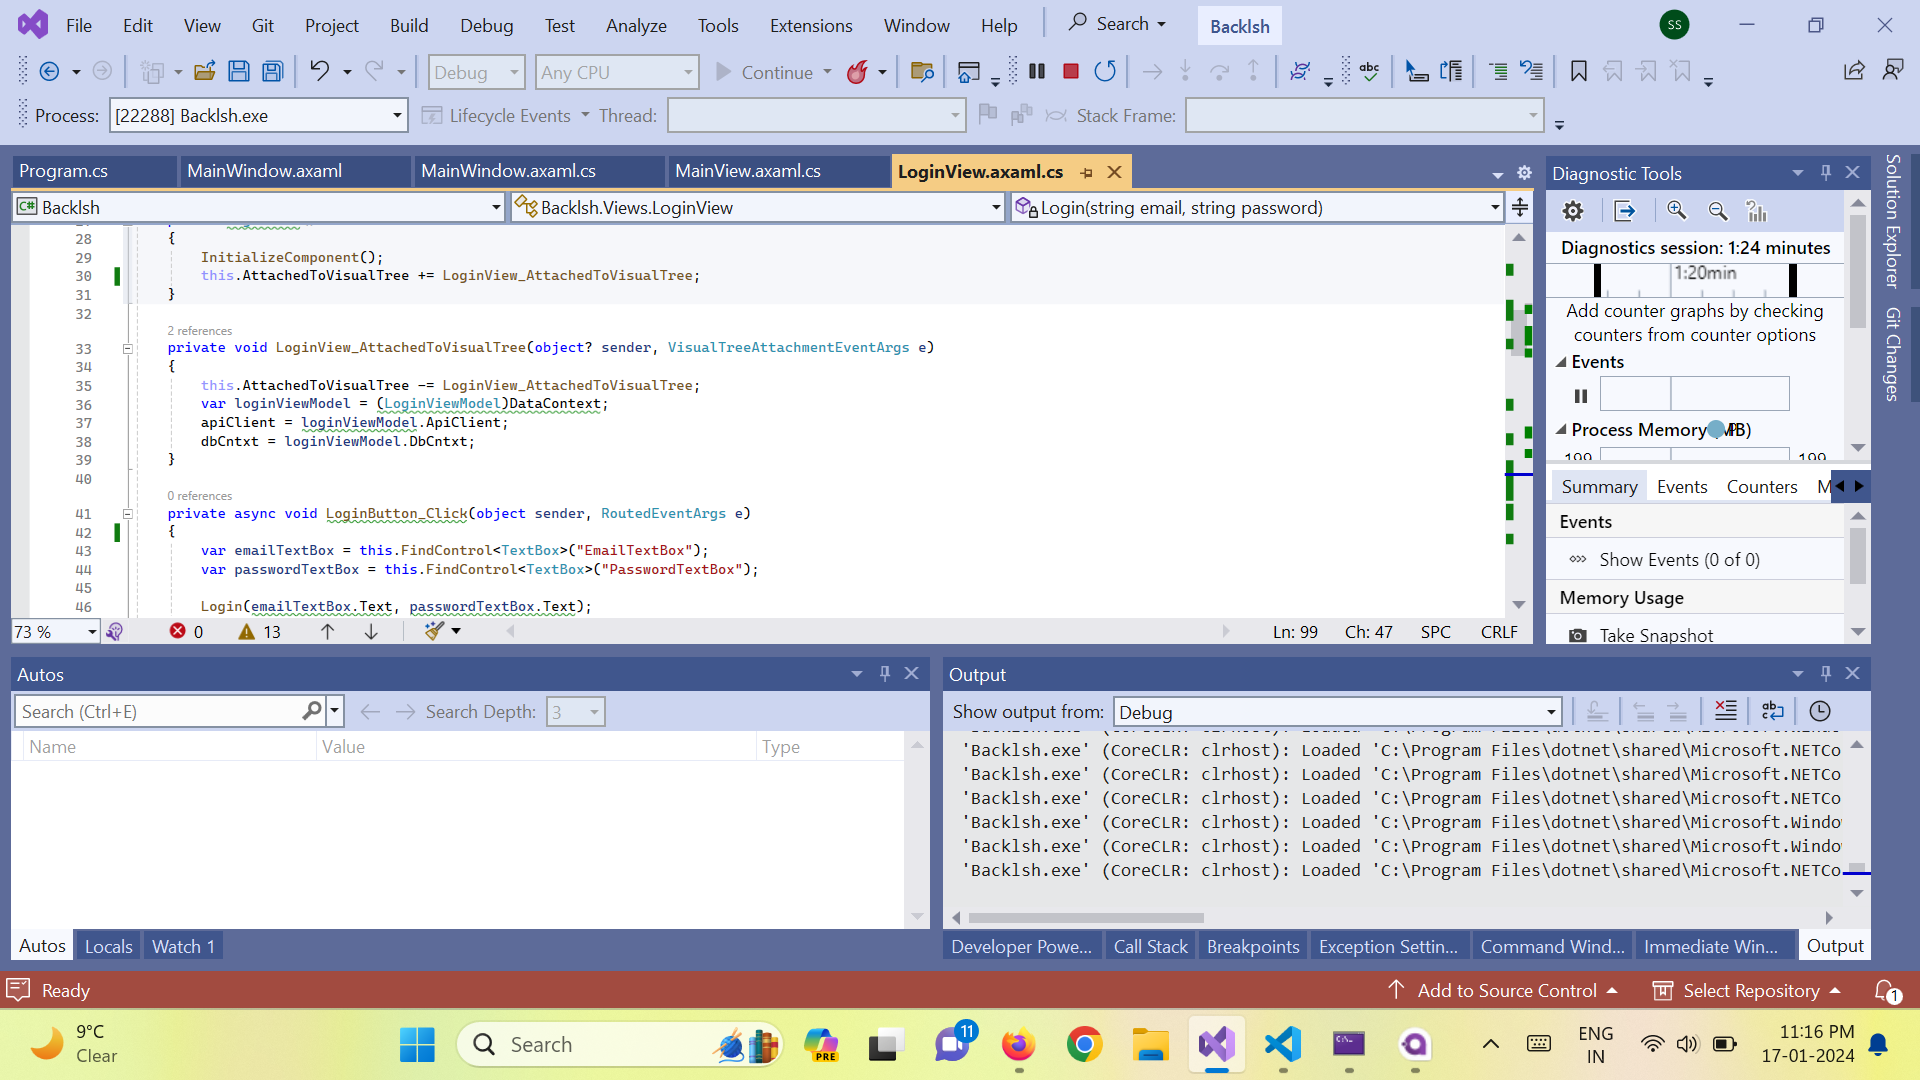 File Edit View Git Project Build Debug Test Analyze Tools Extensions Window Help Search Backlsh SS
Debug Any CPU Continue abc
Process: [22288] Backlsh.exe Lifecycle Events Thread: Stack Frame:
Program.cs MainWindow.axaml MainWindow.axaml.cs MainView.axaml.cs LoginView.axaml.cs
C# Backlsh Backlsh.Views.LoginView Login(string email, string password)
28 {
29 InitializeComponent();
30 this.AttachedToVisualTree += LoginView_AttachedToVisualTree;
31 }
32
2 references
33 private void LoginView_AttachedToVisualTree(object? sender, VisualTreeAttachmentEventArgs e)
34 {
35 this.AttachedToVisualTree -= LoginView_AttachedToVisualTree;
36 var loginViewModel = (LoginViewModel)DataContext;
37 apiClient = loginViewModel.ApiClient;
38 dbCntxt = loginViewModel.DbCntxt;
39 }
40
0 references
41 private async void LoginButton_Click(object sender, RoutedEventArgs e)
42 {
43 var emailTextBox = this.FindControl<TextBox>("EmailTextBox");
44 var passwordTextBox = this.FindControl<TextBox>("PasswordTextBox");
45
46 Login(emailTextBox.Text, passwordTextBox.Text);
73 % 0 13 Ln: 99 Ch: 47 SPC CRLF
Diagnostic Tools
Diagnostics session: 1:24 minutes
1:20min
Add counter graphs by checking
counters from counter options
Events
Process Memory
199 199
Summary Events Counters M
Events
Show Events (0 of 0)
Memory Usage
Take Snapshot
Solution Explorer
Git Changes
Autos
Search (Ctrl+E) Search Depth: 3
Name Value Type
Autos Locals Watch 1
Output
Show output from: Debug
'Backlsh.exe' (CoreCLR: clrhost): Loaded 'C:\Program Files\dotnet\shared\Microsoft.NETCo
'Backlsh.exe' (CoreCLR: clrhost): Loaded 'C:\Program Files\dotnet\shared\Microsoft.NETCo
'Backlsh.exe' (CoreCLR: clrhost): Loaded 'C:\Program Files\dotnet\shared\Microsoft.NETCo
'Backlsh.exe' (CoreCLR: clrhost): Loaded 'C:\Program Files\dotnet\shared\Microsoft.Windo
'Backlsh.exe' (CoreCLR: clrhost): Loaded 'C:\Program Files\dotnet\shared\Microsoft.Windo
'Backlsh.exe' (CoreCLR: clrhost): Loaded 'C:\Program Files\dotnet\shared\Microsoft.NETCo
Developer Powe... Call Stack Breakpoints Exception Settin... Command Wind... Immediate Win... Output
Ready Add to Source Control Select Repository 1
9°C
Clear
Search PRE 11
ENG
IN
11:16 PM
17-01-2024